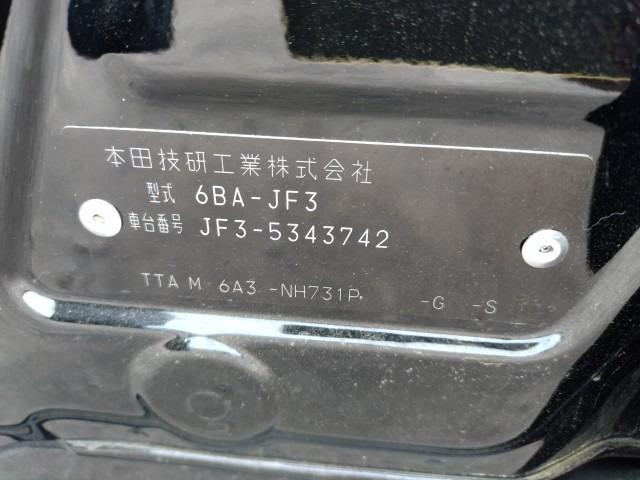 本田技研工業株式会社
型式 6BA-JF3
車台番号 JF3-5343742
TTA M 6A3 -NH731P -G -S